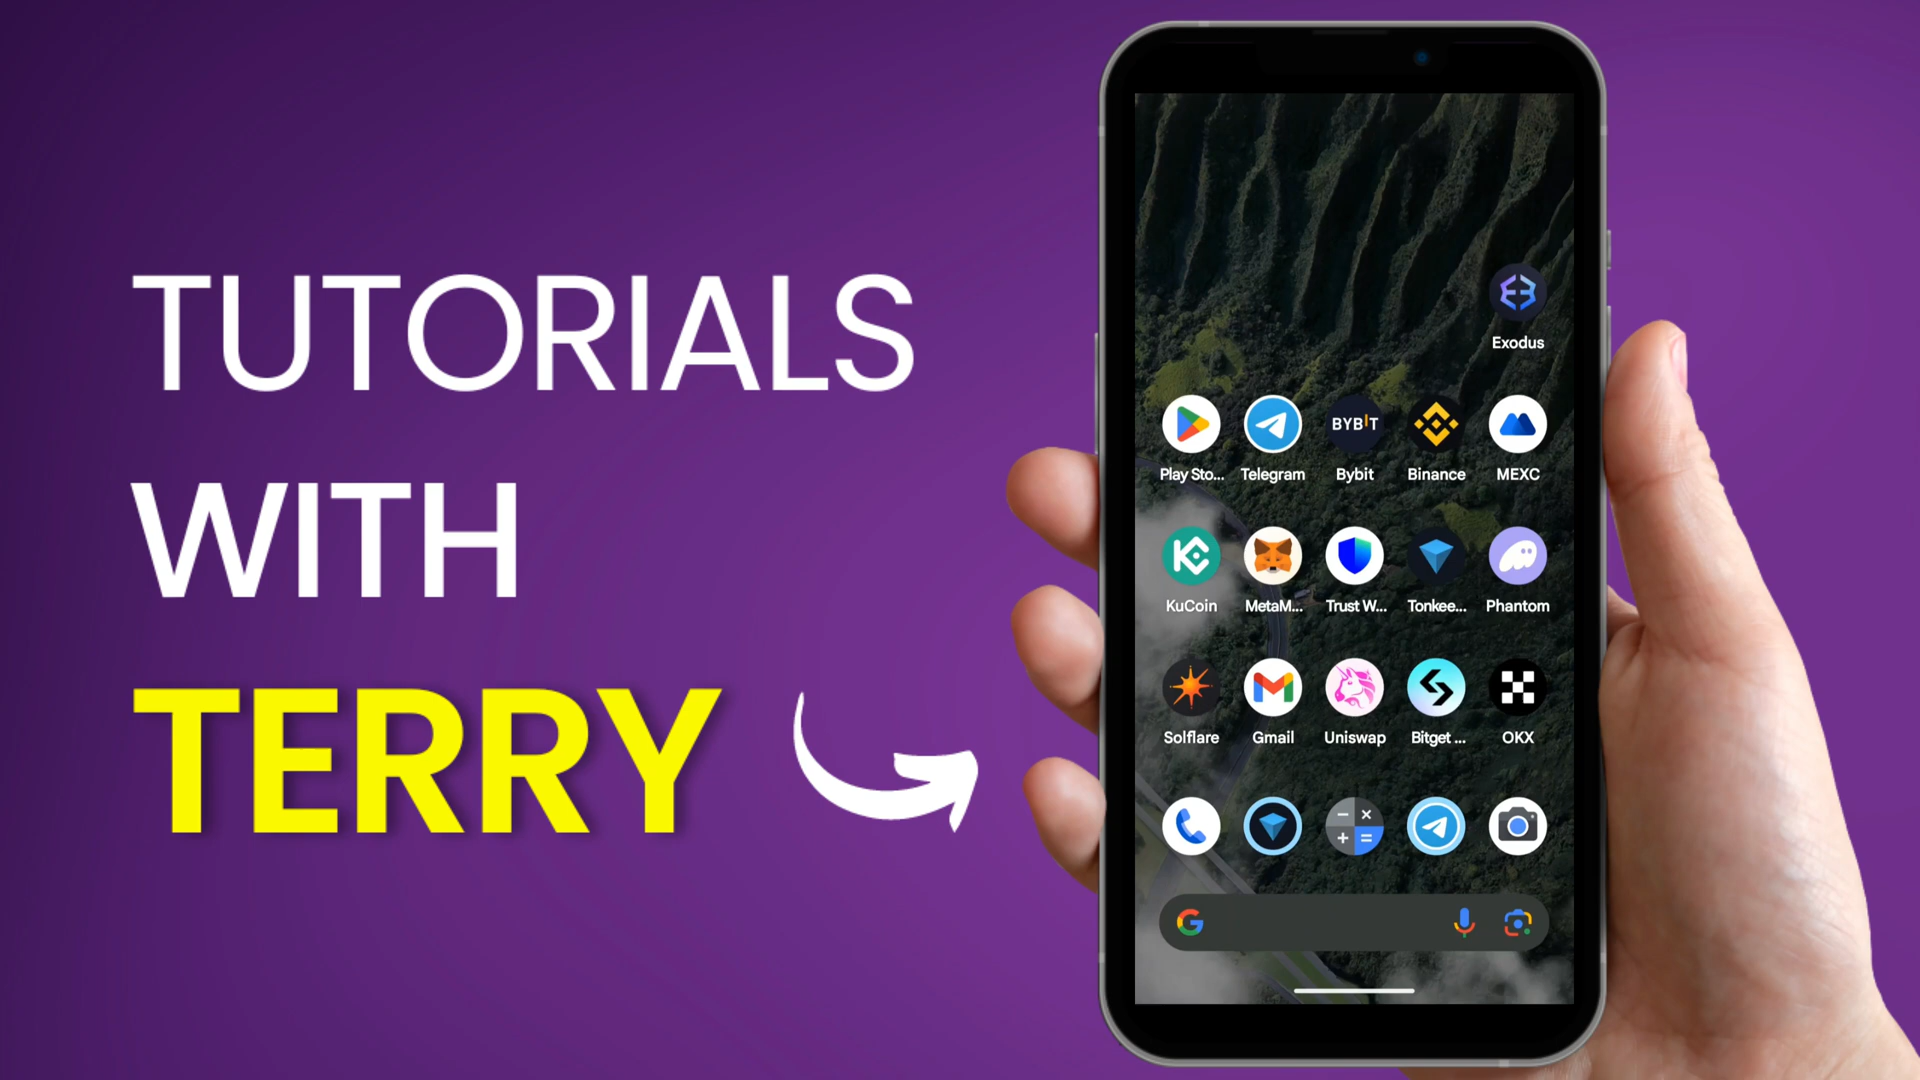 TUTORIALS
WITH
TERRY
Exodus
BYBIT
Play Sto... Telegram Bybit Binance MEXC
KuCoin MetaM... Trust W... Tonkee... Phantom
Solflare Gmail Uniswap Bitget ... OKX